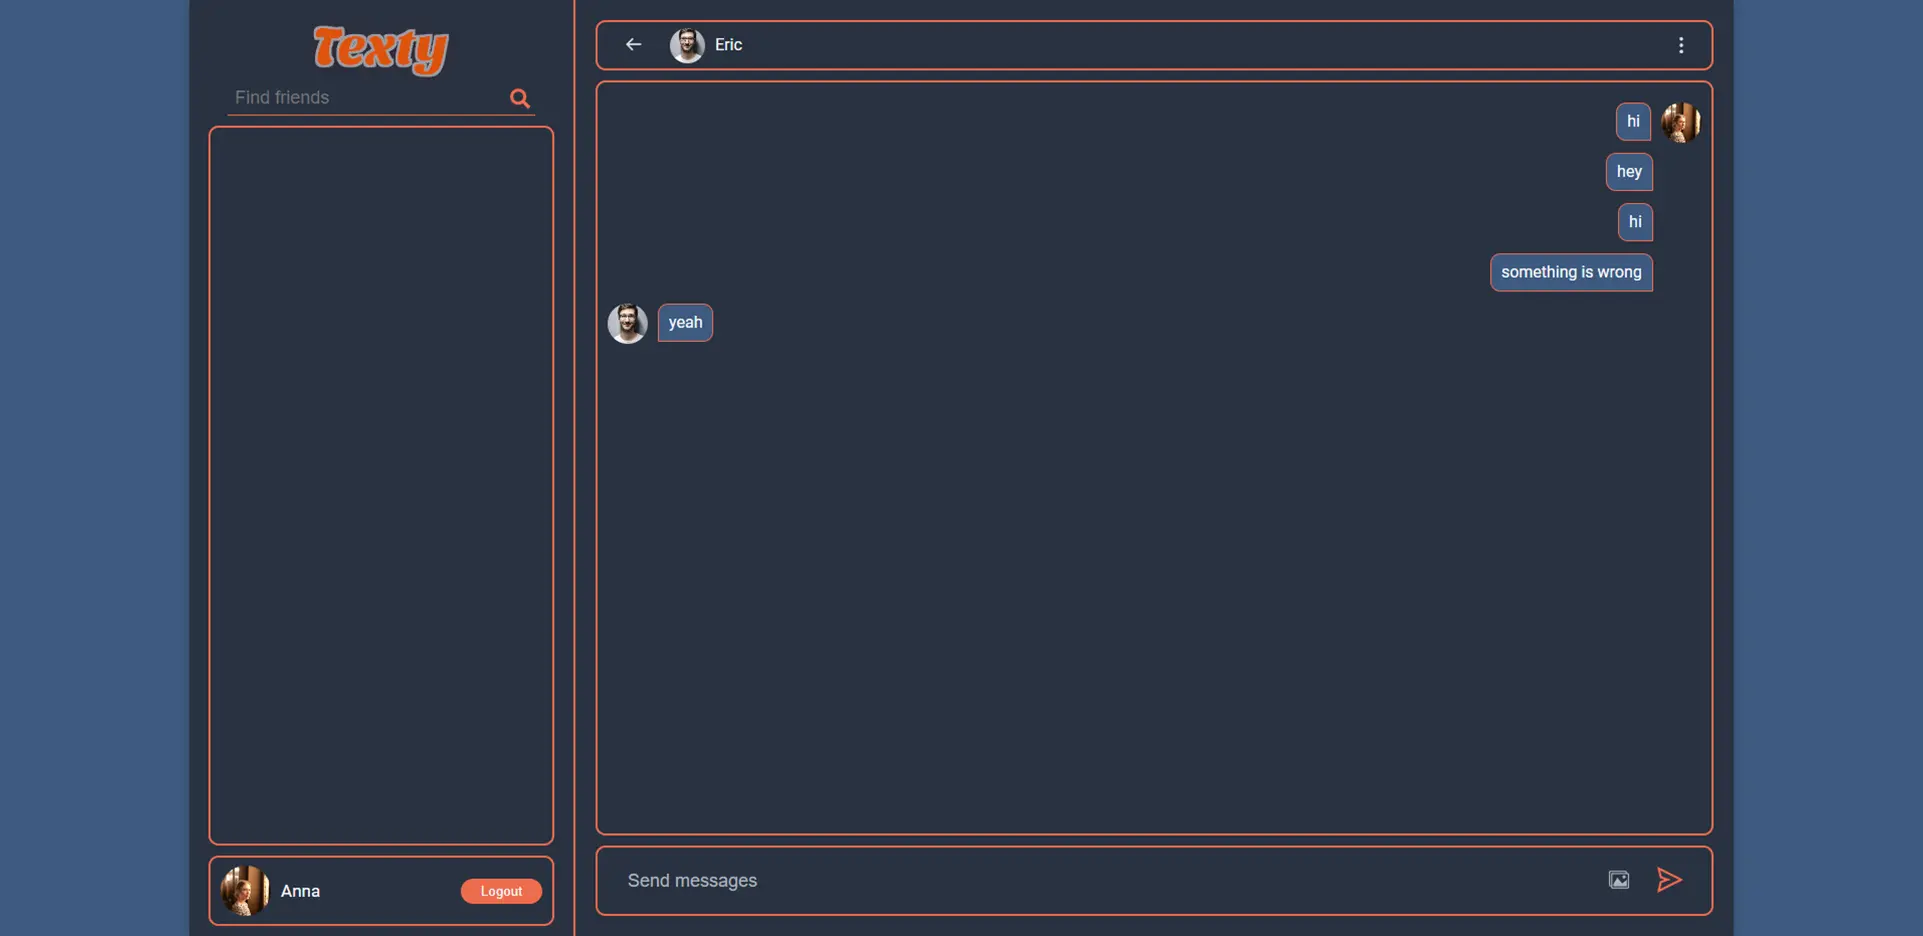 Texty
Find friends
Anna
Logout
Eric
hi
hey
hi
something is wrong
yeah
Send messages